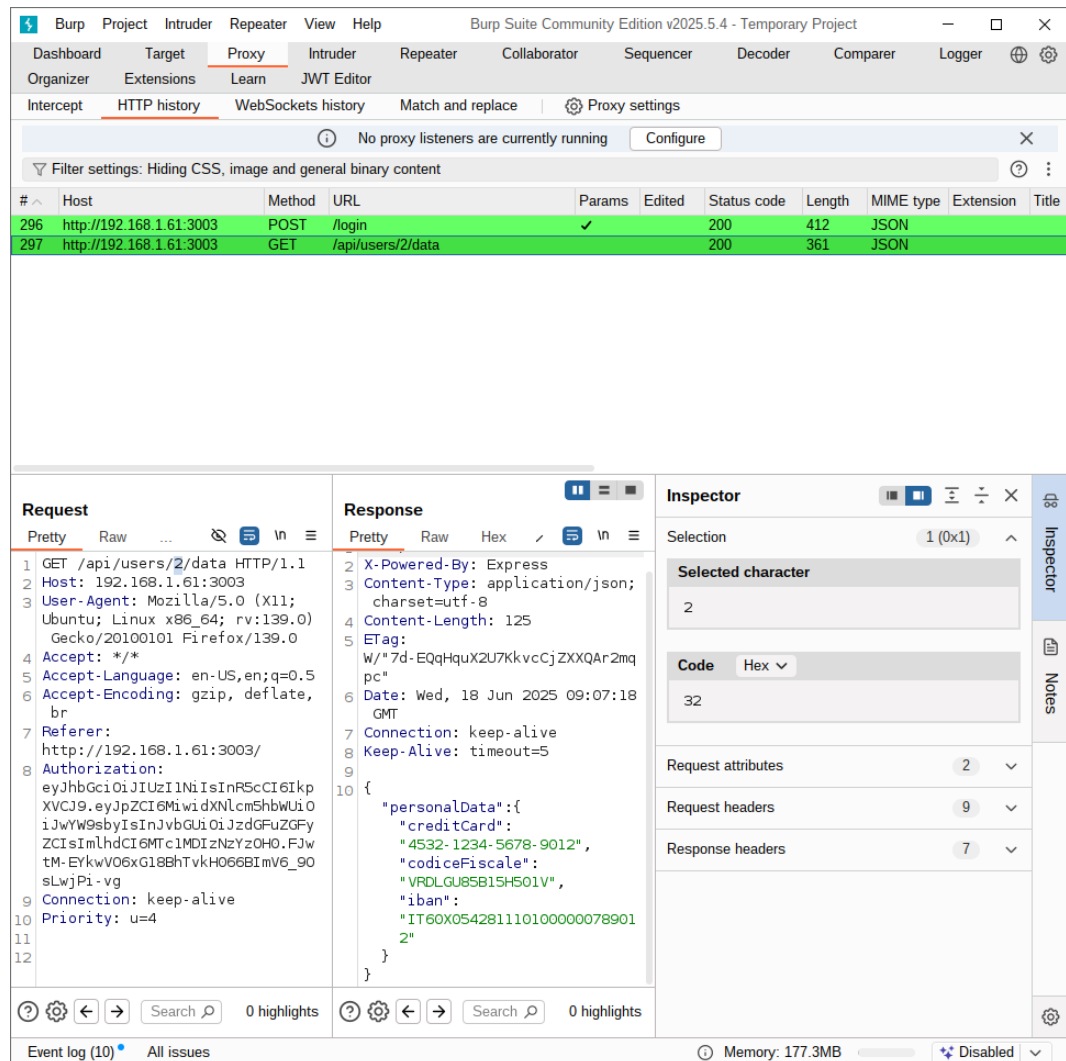 Burp Project Intruder Repeater View Help Burp Suite Community Edition v2025.5.4 - Temporary Project
Dashboard Target Proxy Intruder Repeater Collaborator Sequencer Decoder Comparer Logger
Organizer Extensions Learn JWT Editor
Intercept HTTP history WebSockets history Match and replace Proxy settings
No proxy listeners are currently running Configure
Filter settings: Hiding CSS, image and general binary content
# Host Method URL Params Edited Status code Length MIME type Extension Title
296 http://192.168.1.61:3003 POST /login ✓ 200 412 JSON
297 http://192.168.1.61:3003 GET /api/users/2/data 200 361 JSON
Request
Pretty Raw ... \n
1 GET /api/users/2/data HTTP/1.1
2 Host: 192.168.1.61:3003
3 User-Agent: Mozilla/5.0 (X11;
Ubuntu; Linux x86_64; rv:139.0)
Gecko/20100101 Firefox/139.0
4 Accept: */*
5 Accept-Language: en-US,en;q=0.5
6 Accept-Encoding: gzip, deflate,
br
7 Referer:
http://192.168.1.61:3003/
8 Authorization:
eyJhbGciOiJIUzI1NiIsInR5cCI6Ikp
XVCJ9.eyJpZCI6MiwidXNlcm5hbWUiO
iJwYW9sbyIsInJvbGUiOiJzdGFuZGFy
ZCIsImlhdCI6MTc1MDIzNzYzOH0.FJw
tM-EYkwVO6xG18BhTvkH066BImV6_9O
sLwjPi-vg
9 Connection: keep-alive
10 Priority: u=4
11
12
Search 0 highlights
Response
Pretty Raw Hex \n
2 X-Powered-By: Express
3 Content-Type: application/json;
charset=utf-8
4 Content-Length: 125
5 ETag:
W/"7d-EQqHquX2U7KkvcCjZXXQAr2mq
pc"
6 Date: Wed, 18 Jun 2025 09:07:18
GMT
7 Connection: keep-alive
8 Keep-Alive: timeout=5
9
10 {
"personalData":{
"creditCard":
"4532-1234-5678-9012",
"codiceFiscale":
"VRDLGU85B15H501V",
"iban":
"IT60X0542811101000000078901
2"
}
}
Search 0 highlights
Inspector
Selection 1 (0x1)
Selected character
2
Code Hex
32
Request attributes 2
Request headers 9
Response headers 7
Inspector
Notes
Event log (10) All issues Memory: 177.3MB Disabled